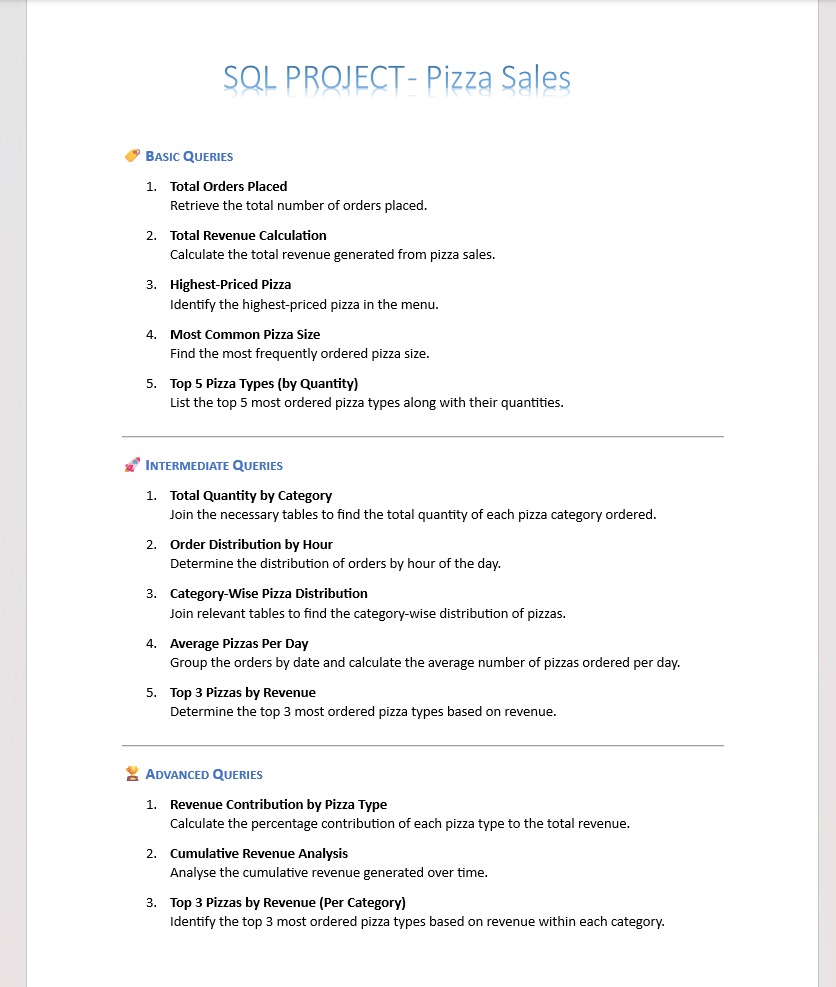 SQL PROJECT- Pizza Sales
BASIC QUERIES
1. Total Orders Placed
Retrieve the total number of orders placed.
2. Total Revenue Calculation
Calculate the total revenue generated from pizza sales.
3. Highest-Priced Pizza
Identify the highest-priced pizza in the menu.
4. Most Common Pizza Size
Find the most frequently ordered pizza size.
5. Top 5 Pizza Types (by Quantity)
List the top 5 most ordered pizza types along with their quantities.
INTERMEDIATE QUERIES
1. Total Quantity by Category
Join the necessary tables to find the total quantity of each pizza category ordered.
2. Order Distribution by Hour
Determine the distribution of orders by hour of the day.
3. Category-Wise Pizza Distribution
Join relevant tables to find the category-wise distribution of pizzas.
4. Average Pizzas Per Day
Group the orders by date and calculate the average number of pizzas ordered per day.
5. Top 3 Pizzas by Revenue
Determine the top 3 most ordered pizza types based on revenue.
ADVANCED QUERIES
1. Revenue Contribution by Pizza Type
Calculate the percentage contribution of each pizza type to the total revenue.
2. Cumulative Revenue Analysis
Analyse the cumulative revenue generated over time.
3. Top 3 Pizzas by Revenue (Per Category)
Identify the top 3 most ordered pizza types based on revenue within each category.